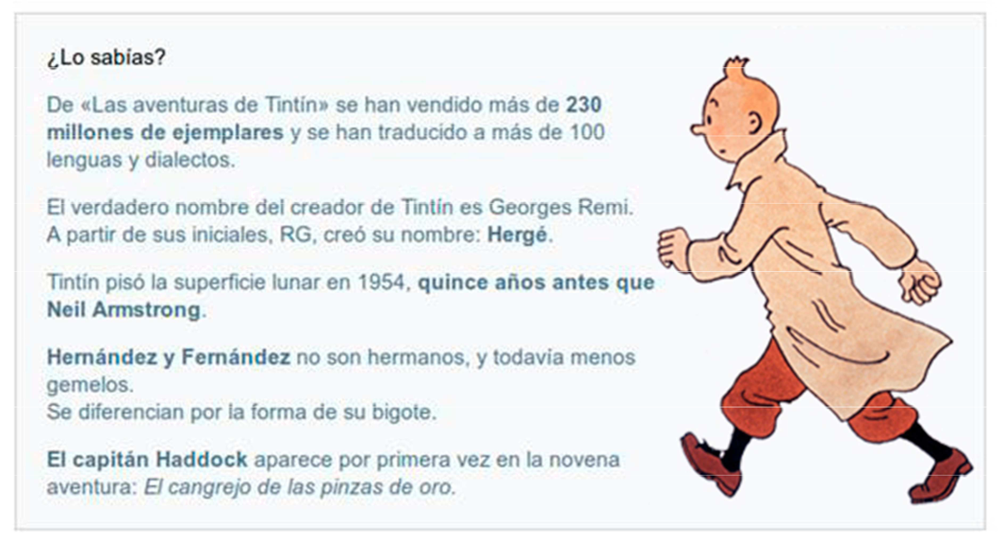 ¿Lo sabías?
De «Las aventuras de Tintín» se han vendido más de 230
millones de ejemplares y se han traducido a más de 100
lenguas y dialectos.
El verdadero nombre del creador de Tintín es Georges Remi.
A partir de sus iniciales, RG, creó su nombre: Hergé.
Tintín pisó la superficie lunar en 1954, quince años antes que
Neil Armstrong.
Hernández y Fernández no son hermanos, y todavía menos
gemelos.
Se diferencian por la forma de su bigote.
El capitán Haddock aparece por primera vez en la novena
aventura: El cangrejo de las pinzas de oro.